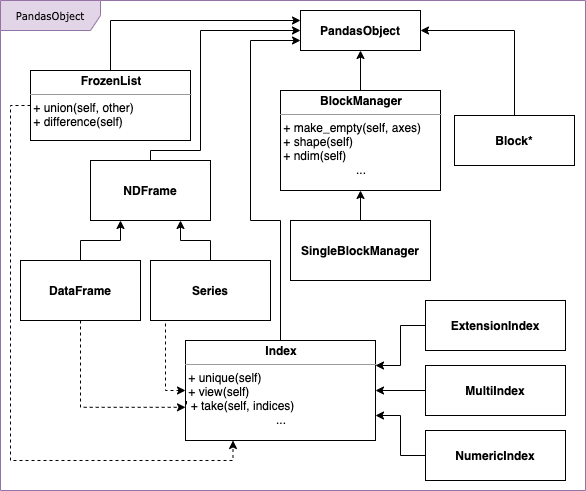 PandasObject
PandasObject
FrozenList
+ union(self, other)
+ difference(self)
BlockManager
+ make_empty(self, axes)
+ shape(self)
+ ndim(self)
...
Block*
NDFrame
SingleBlockManager
DataFrame
Series
Index
+ unique(self)
+ view(self)
+ take(self, indices)
...
ExtensionIndex
MultiIndex
NumericIndex